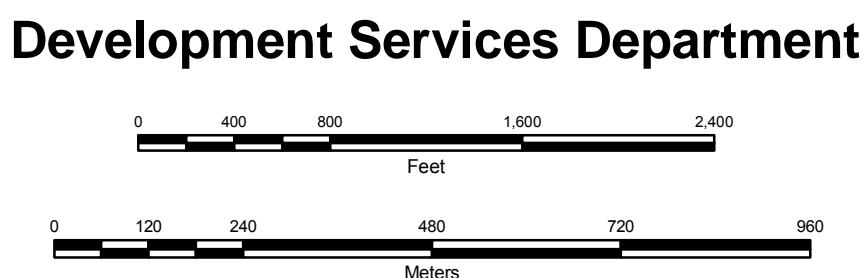 Development Services Department
0 400 800 1,600 2,400
Feet
0 120 240 480 720 960
Meters